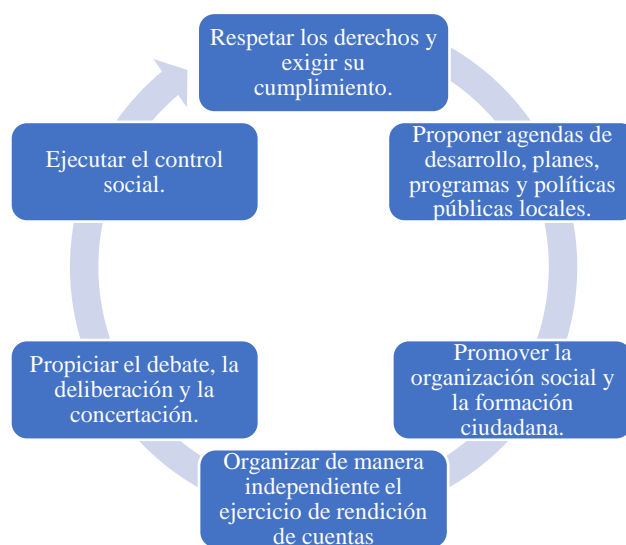 Respetar los derechos y
exigir su
cumplimiento.
Proponer agendas de
desarrollo, planes,
programas y políticas
públicas locales.
Promover la
organización social y
la formación
ciudadana.
Organizar de manera
independiente el
ejercicio de rendición
de cuentas
Propiciar el debate, la
deliberación y la
concertación.
Ejecutar el control
social.